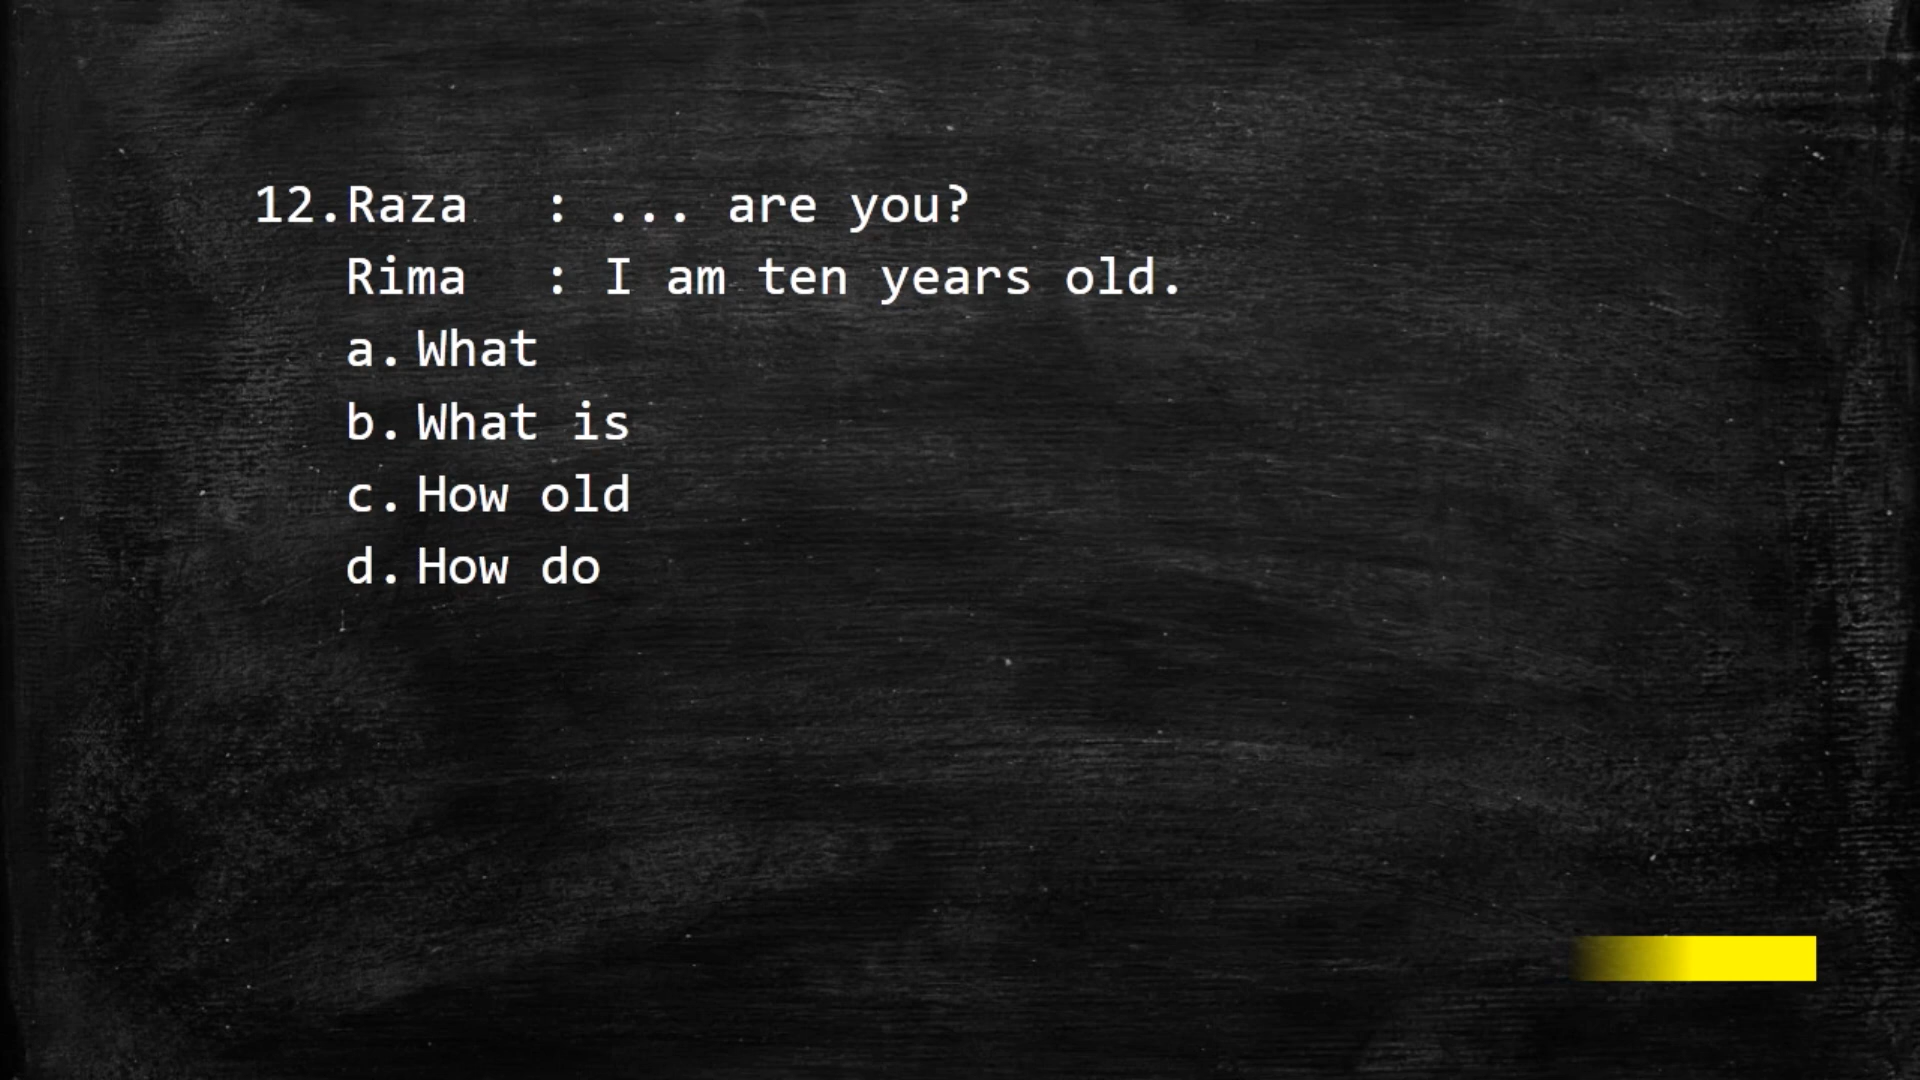 12.Raza : ... are you?
Rima : I am ten years old.
a. What
b. What is
c. How old
d. How do